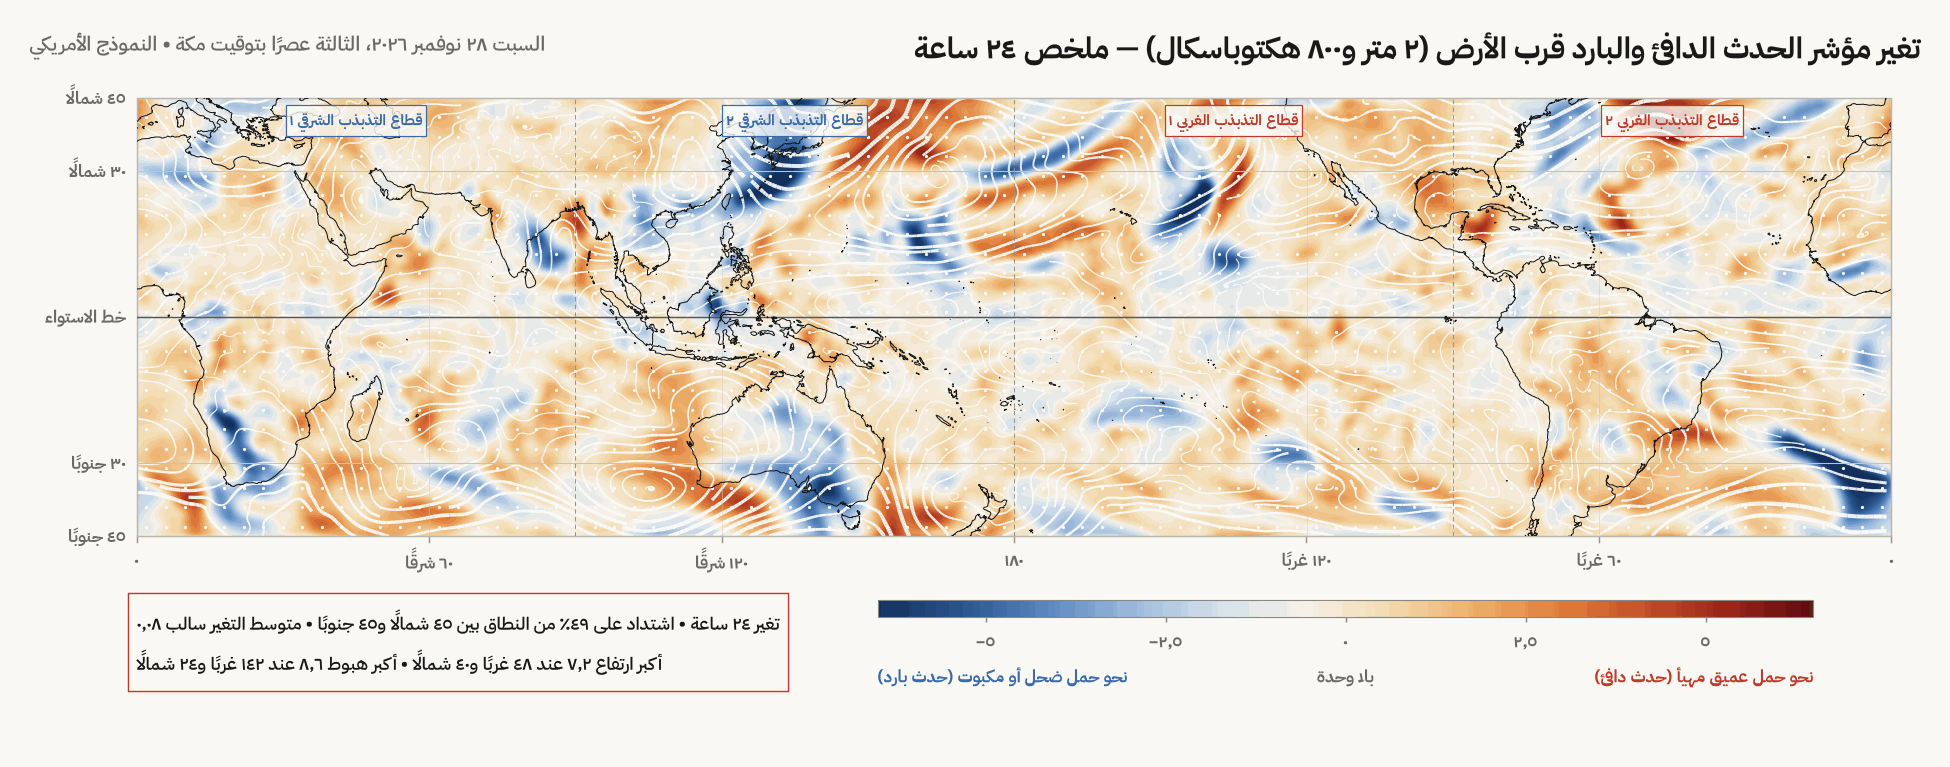 تغير مؤشر الحدث الدافئ والبارد قرب الأرض (٢ متر و٨٠٠ هكتوباسكال) — ملخص ٢٤ ساعة
السبت ٢٨ نوفمبر ٢٠٢٦، الثالثة عصرًا بتوقيت مكة • النموذج الأمريكي
قطاع التذبذب الشرقي ١
قطاع التذبذب الشرقي ٢
قطاع التذبذب الغربي ١
قطاع التذبذب الغربي ٢
٤٥ شمالًا
٣٠ شمالًا
خط الاستواء
٣٠ جنوبًا
٤٥ جنوبًا
٠
٦٠ شرقًا
١٢٠ شرقًا
١٨٠
١٢٠ غربًا
٦٠ غربًا
٠
تغير ٢٤ ساعة • اشتداد على ٤٩٪ من النطاق بين ٤٥ شمالًا و٤٥ جنوبًا • متوسط التغير سالب ٠,٠٨
أكبر ارتفاع ٧,٢ عند ٤٨ غربًا و٤٠ شمالًا • أكبر هبوط ٨,٦ عند ١٤٢ غربًا و٢٤ شمالًا
−٥
−٢,٥
٠
٢,٥
٥
نحو حمل ضحل أو مكبوت (حدث بارد)
بلا وحدة
نحو حمل عميق مهيأ (حدث دافئ)